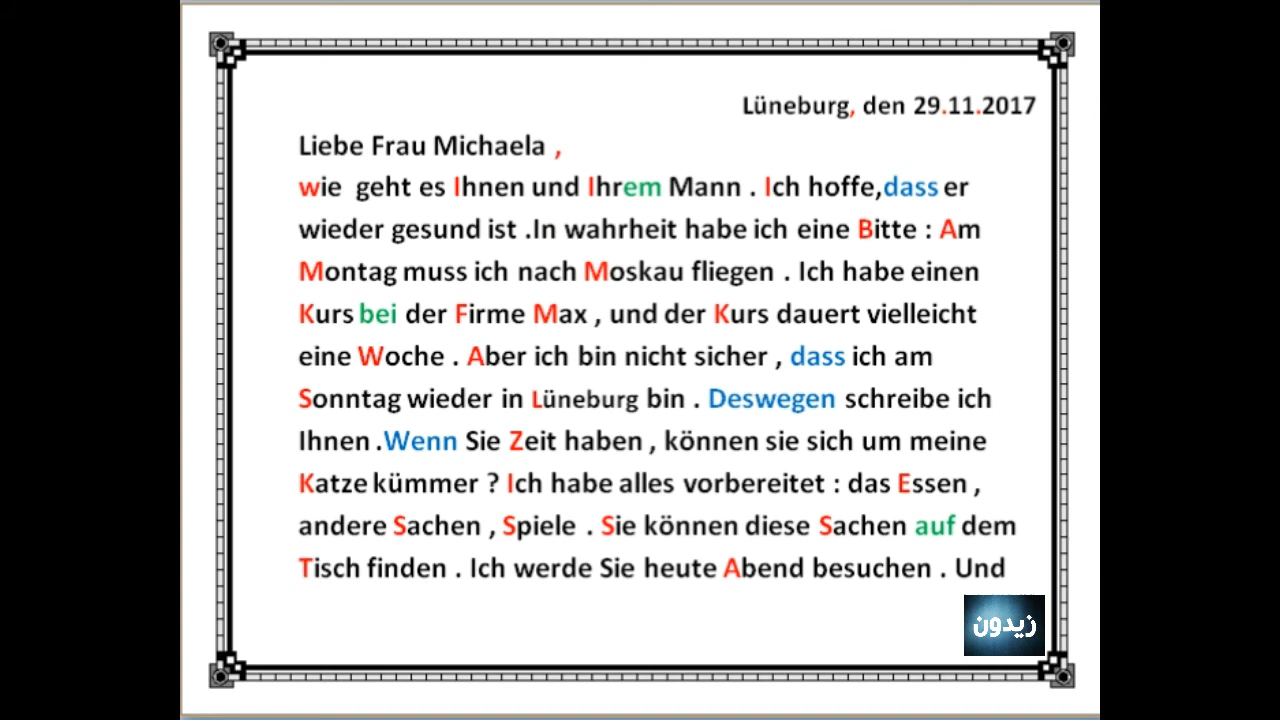 Lüneburg, den 29.11.2017
Liebe Frau Michaela ,
wie geht es Ihnen und Ihrem Mann . Ich hoffe,dass er
wieder gesund ist .In wahrheit habe ich eine Bitte : Am
Montag muss ich nach Moskau fliegen . Ich habe einen
Kurs bei der Firme Max , und der Kurs dauert vielleicht
eine Woche . Aber ich bin nicht sicher , dass ich am
Sonntag wieder in Lüneburg bin . Deswegen schreibe ich
Ihnen .Wenn Sie Zeit haben , können sie sich um meine
Katze kümmer ? Ich habe alles vorbereitet : das Essen ,
andere Sachen , Spiele . Sie können diese Sachen auf dem
Tisch finden . Ich werde Sie heute Abend besuchen . Und
زيدون